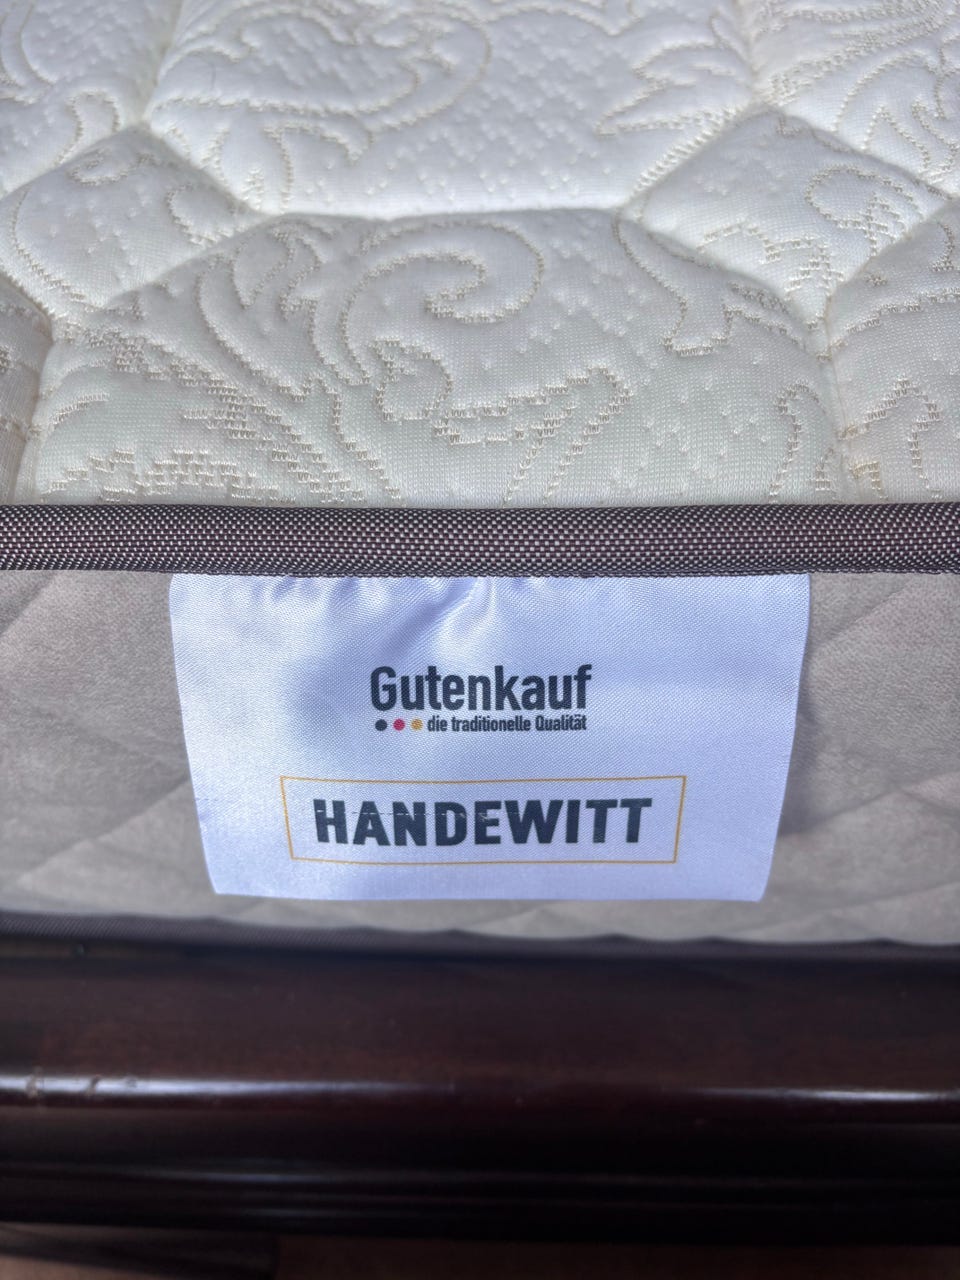 Gutenkauf
die traditionelle Qualität
HANDEWITT